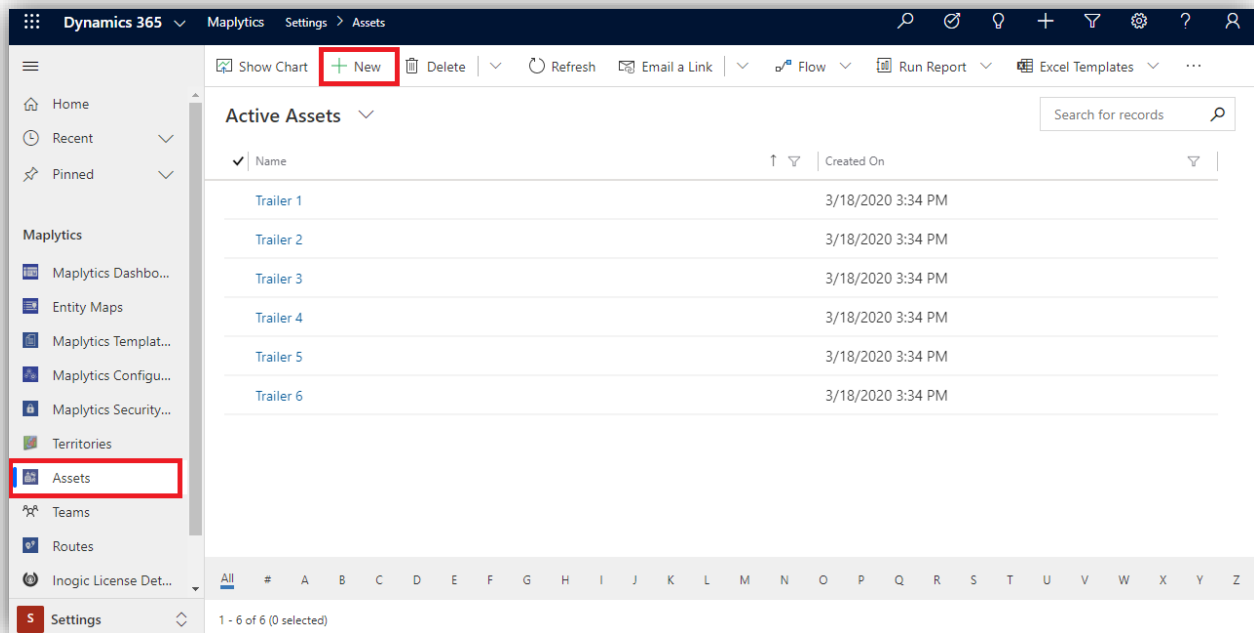 Dynamics 365 Maplytics Settings > Assets
Show Chart New Delete Refresh Email a Link Flow Run Report Excel Templates ...
Home
Recent
Pinned
Maplytics
Maplytics Dashbo...
Entity Maps
Maplytics Templat...
Maplytics Configu...
Maplytics Security...
Territories
Assets
Teams
Routes
Inogic License Det...
S Settings
Active Assets
Search for records
Name Created On
Trailer 1 3/18/2020 3:34 PM
Trailer 2 3/18/2020 3:34 PM
Trailer 3 3/18/2020 3:34 PM
Trailer 4 3/18/2020 3:34 PM
Trailer 5 3/18/2020 3:34 PM
Trailer 6 3/18/2020 3:34 PM
All # A B C D E F G H I J K L M N O P Q R S T U V W X Y Z
1 - 6 of 6 (0 selected)